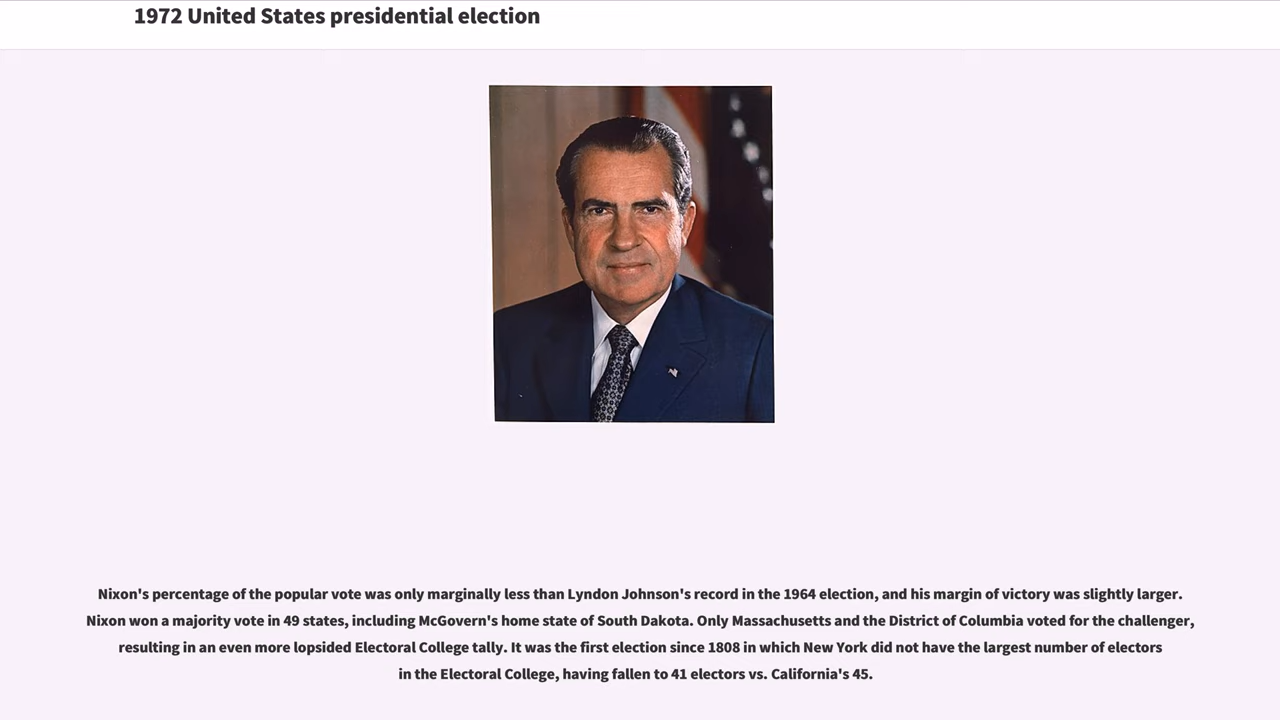 1972 United States presidential election
Nixon's percentage of the popular vote was only marginally less than Lyndon Johnson's record in the 1964 election, and his margin of victory was slightly larger.
Nixon won a majority vote in 49 states, including McGovern's home state of South Dakota. Only Massachusetts and the District of Columbia voted for the challenger,
resulting in an even more lopsided Electoral College tally. It was the first election since 1808 in which New York did not have the largest number of electors
in the Electoral College, having fallen to 41 electors vs. California's 45.